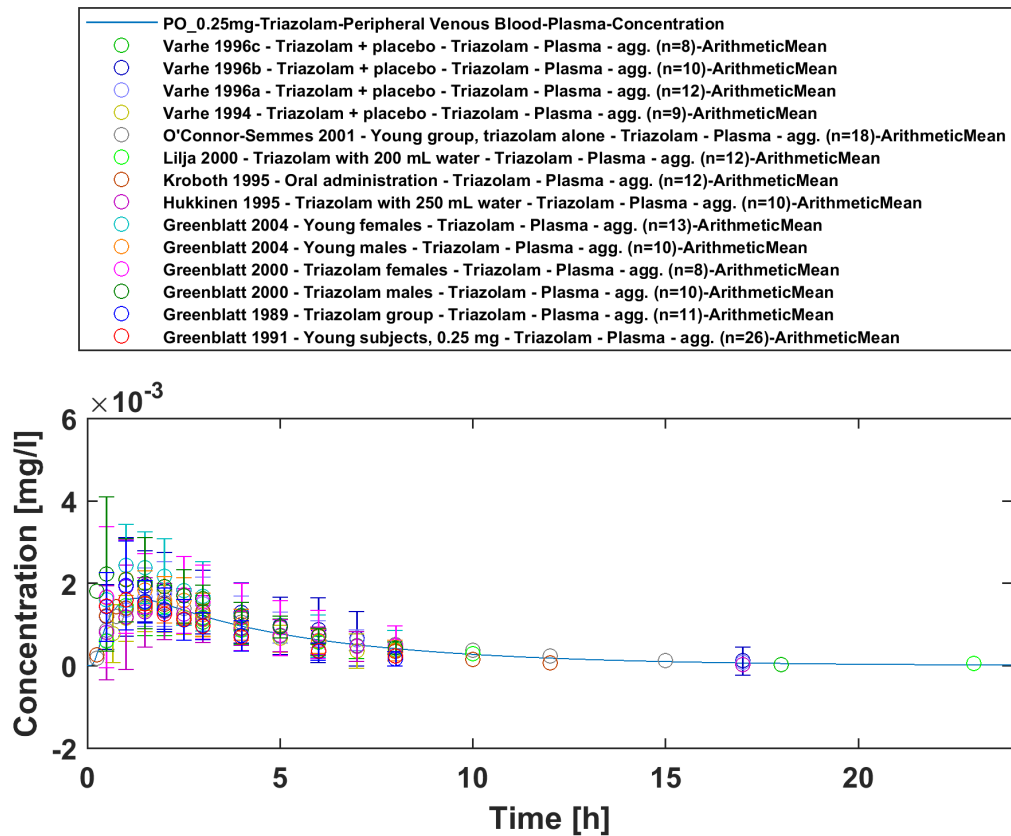 PO_0.25mg-Triazolam-Peripheral Venous Blood-Plasma-Concentration
Varhe 1996c - Triazolam + placebo - Triazolam - Plasma - agg. (n=8)-ArithmeticMean
Varhe 1996b - Triazolam + placebo - Triazolam - Plasma - agg. (n=10)-ArithmeticMean
Varhe 1996a - Triazolam + placebo - Triazolam - Plasma - agg. (n=12)-ArithmeticMean
Varhe 1994 - Triazolam + placebo - Triazolam - Plasma - agg. (n=9)-ArithmeticMean
O'Connor-Semmes 2001 - Young group, triazolam alone - Triazolam - Plasma - agg. (n=18)-ArithmeticMean
Lilja 2000 - Triazolam with 200 mL water - Triazolam - Plasma - agg. (n=12)-ArithmeticMean
Kroboth 1995 - Oral administration - Triazolam - Plasma - agg. (n=12)-ArithmeticMean
Hukkinen 1995 - Triazolam with 250 mL water - Triazolam - Plasma - agg. (n=10)-ArithmeticMean
Greenblatt 2004 - Young females - Triazolam - Plasma - agg. (n=13)-ArithmeticMean
Greenblatt 2004 - Young males - Triazolam - Plasma - agg. (n=10)-ArithmeticMean
Greenblatt 2000 - Triazolam females - Triazolam - Plasma - agg. (n=8)-ArithmeticMean
Greenblatt 2000 - Triazolam males - Triazolam - Plasma - agg. (n=10)-ArithmeticMean
Greenblatt 1989 - Triazolam group - Triazolam - Plasma - agg. (n=11)-ArithmeticMean
Greenblatt 1991 - Young subjects, 0.25 mg - Triazolam - Plasma - agg. (n=26)-ArithmeticMean
×10⁻³
6
4
2
0
-2
Concentration [mg/l]
0 5 10 15 20
Time [h]